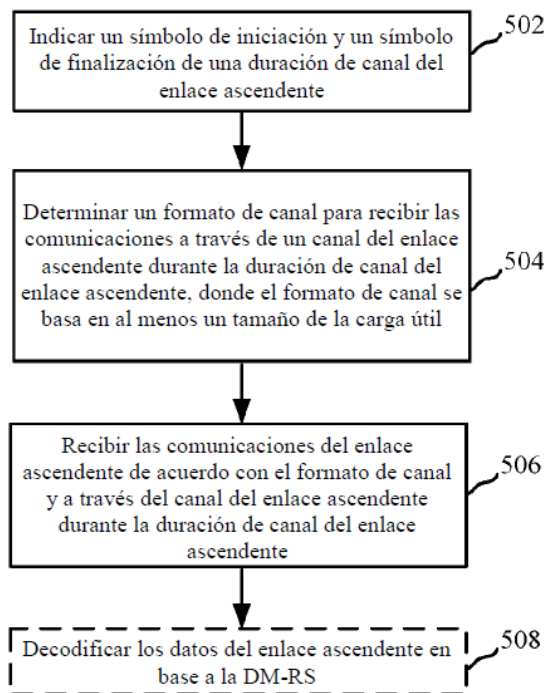 Indicar un símbolo de iniciación y un símbolo
de finalización de una duración de canal del
enlace ascendente
502
Determinar un formato de canal para recibir las
comunicaciones a través de un canal del enlace
ascendente durante la duración de canal del
enlace ascendente, donde el formato de canal se
basa en al menos un tamaño de la carga útil
504
Recibir las comunicaciones del enlace
ascendente de acuerdo con el formato de canal
y a través del canal del enlace ascendente
durante la duración de canal del enlace
ascendente
506
Decodificar los datos del enlace ascendente en
base a la DM-RS
508